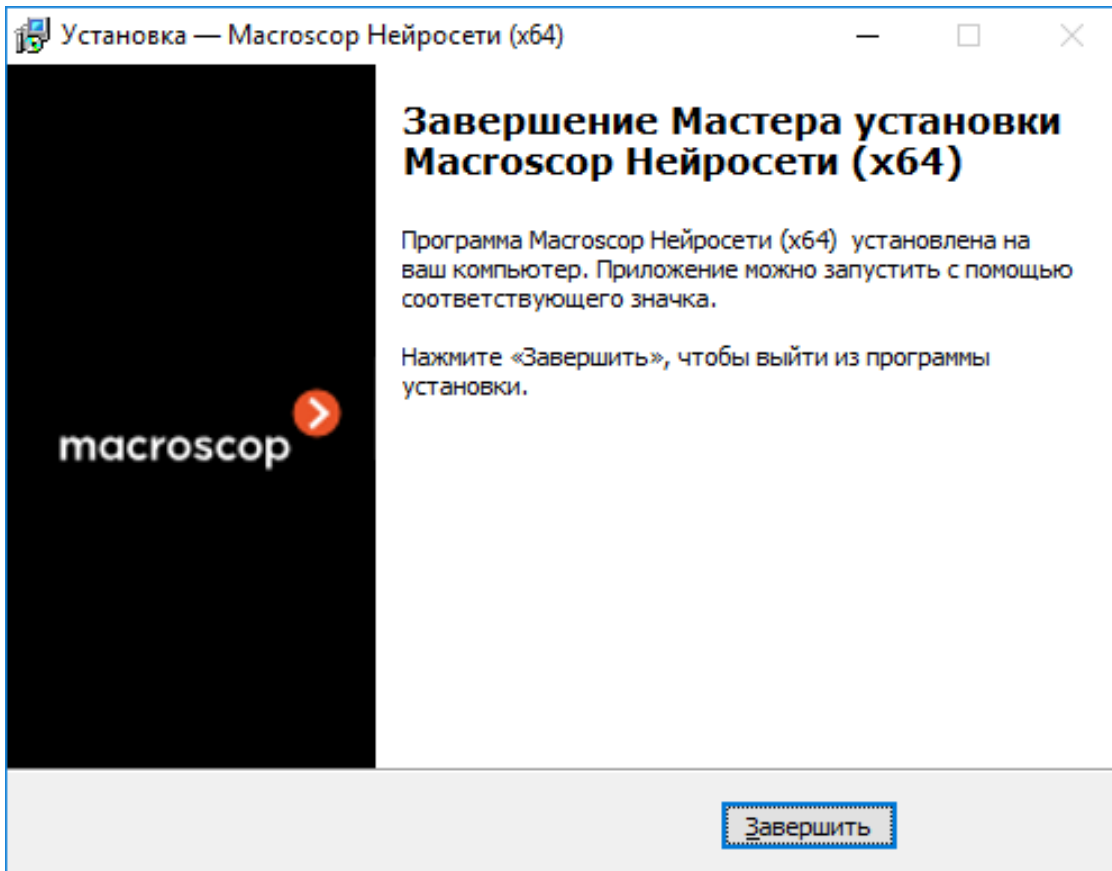 Установка — Macroscop Нейросети (x64)
Завершение Мастера установки
Macroscop Нейросети (x64)
Программа Macroscop Нейросети (x64) установлена на
ваш компьютер. Приложение можно запустить с помощью
соответствующего значка.
Нажмите «Завершить», чтобы выйти из программы
установки.
macroscop
Завершить